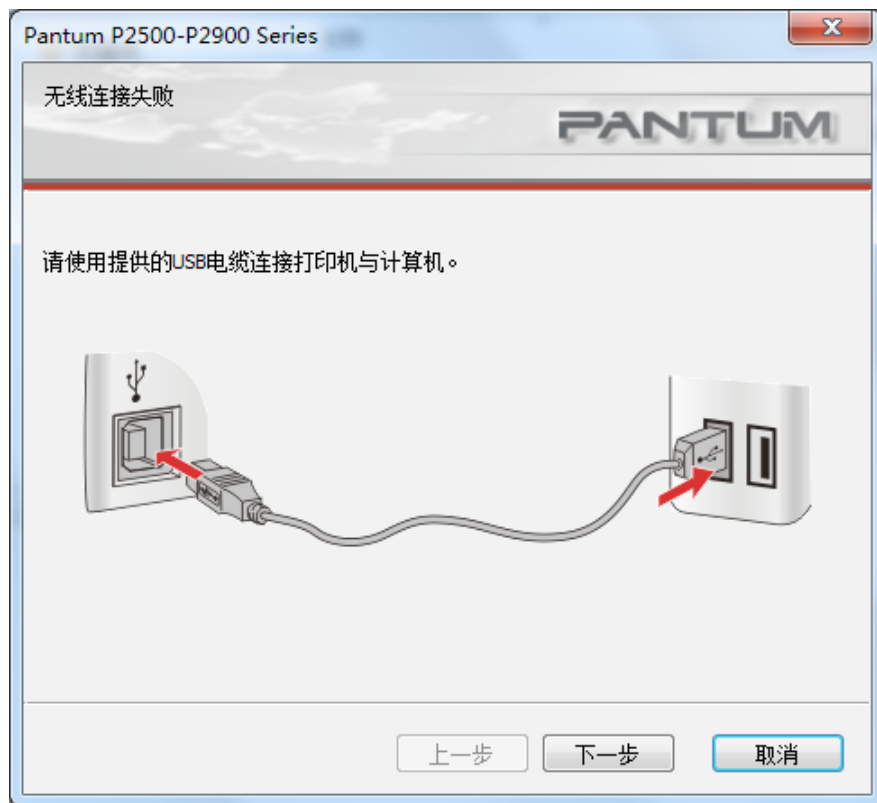 Pantum P2500-P2900 Series
无线连接失败
PANTUM
请使用提供的USB电缆连接打印机与计算机。
上一步
下一步
取消